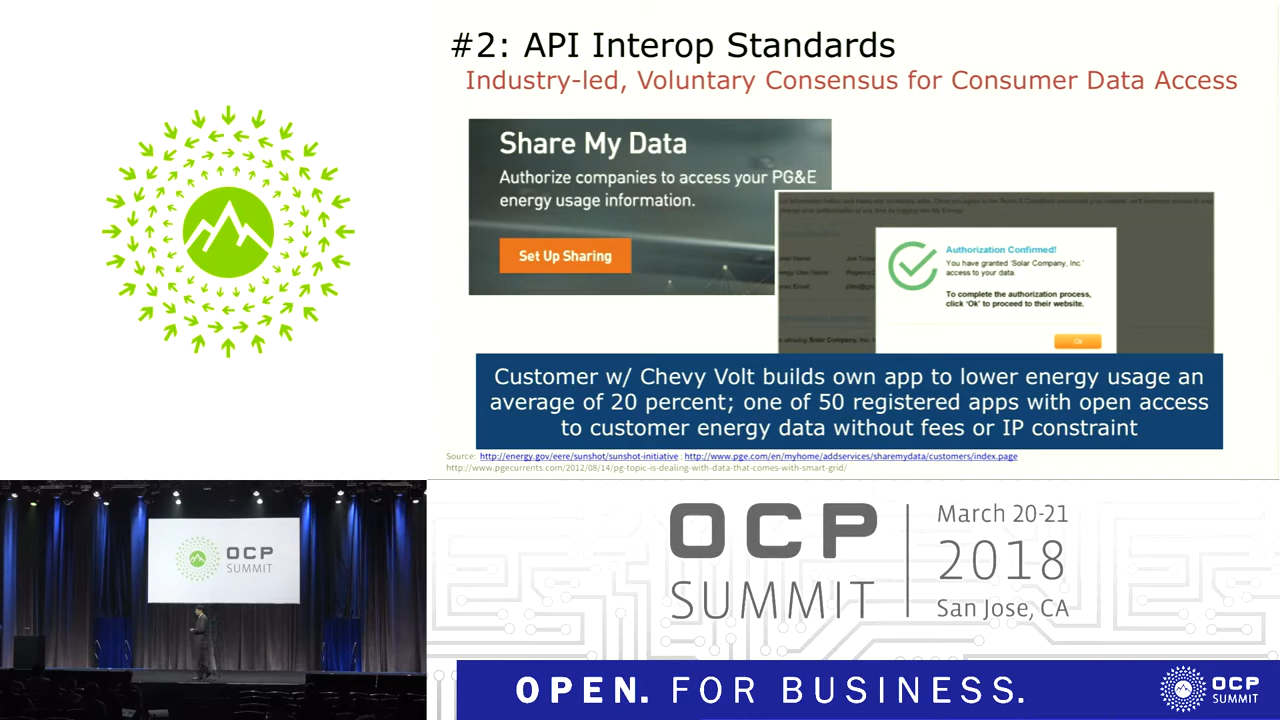 #2: API Interop Standards
Industry-led, Voluntary Consensus for Consumer Data Access
Share My Data
Authorize companies to access your PG&E
energy usage information.
Set Up Sharing
Authorization Confirmed!
You have granted 'Solar Company, Inc.'
access to your data.
To complete the authorization process,
click 'Ok' to proceed to their website.
Ok
Customer w/ Chevy Volt builds own app to lower energy usage an
average of 20 percent; one of 50 registered apps with open access
to customer energy data without fees or IP constraint
Source: http://energy.gov/eere/sunshot/sunshot-initiative ; http://www.pge.com/en/myhome/addservices/sharemydata/customers/index.page
http://www.pgecurrents.com/2012/08/14/pg-topic-is-dealing-with-data-that-comes-with-smart-grid/
OCP
SUMMIT
OCP
SUMMIT
March 20-21
2018
San Jose, CA
OPEN. FOR BUSINESS.
OCP
SUMMIT